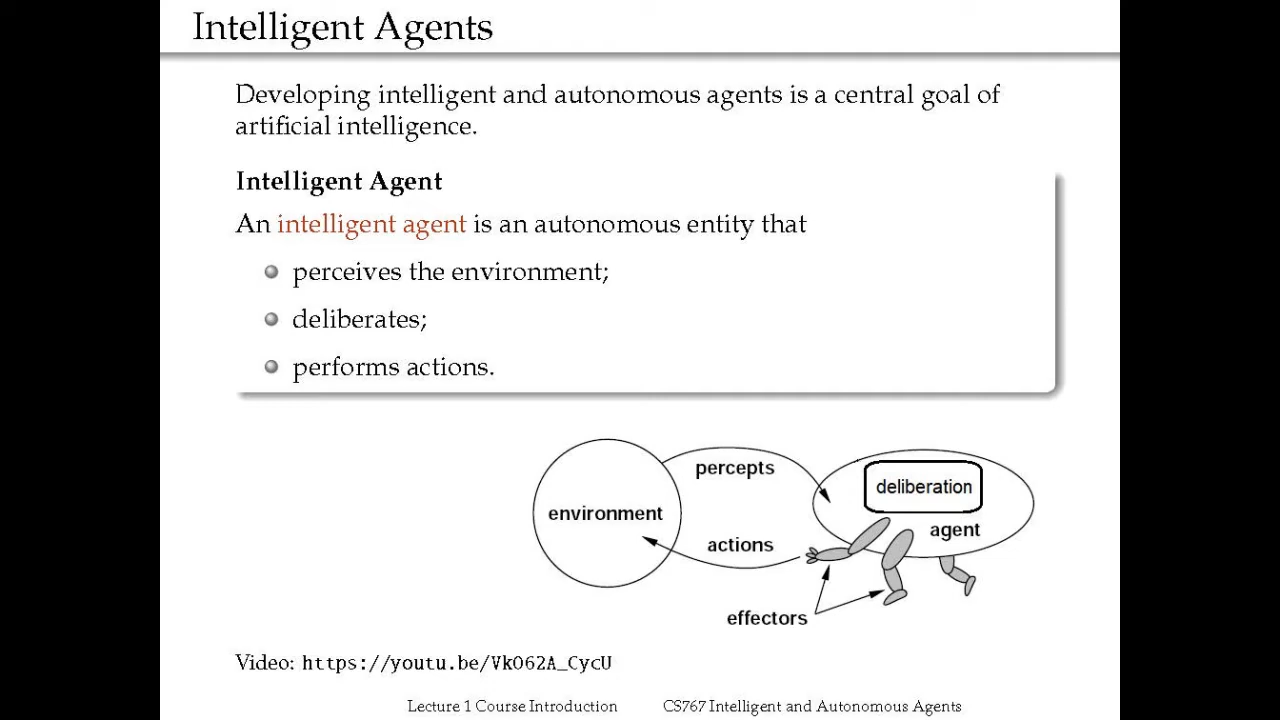 Intelligent Agents
Developing intelligent and autonomous agents is a central goal of
artificial intelligence.
Intelligent Agent
An intelligent agent is an autonomous entity that
perceives the environment;
deliberates;
performs actions.
percepts
deliberation
environment
agent
actions
effectors
Video: https://youtu.be/VkO62A_CycU
Lecture 1 Course Introduction CS767 Intelligent and Autonomous Agents